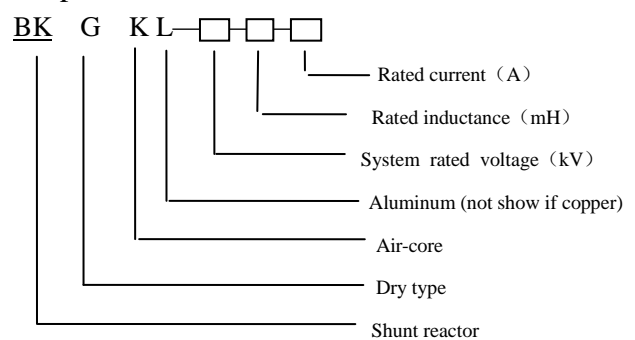 BK G K L—□—□—□
Rated current（A）
Rated inductance（mH）
System rated voltage（kV）
Aluminum (not show if copper)
Air-core
Dry type
Shunt reactor